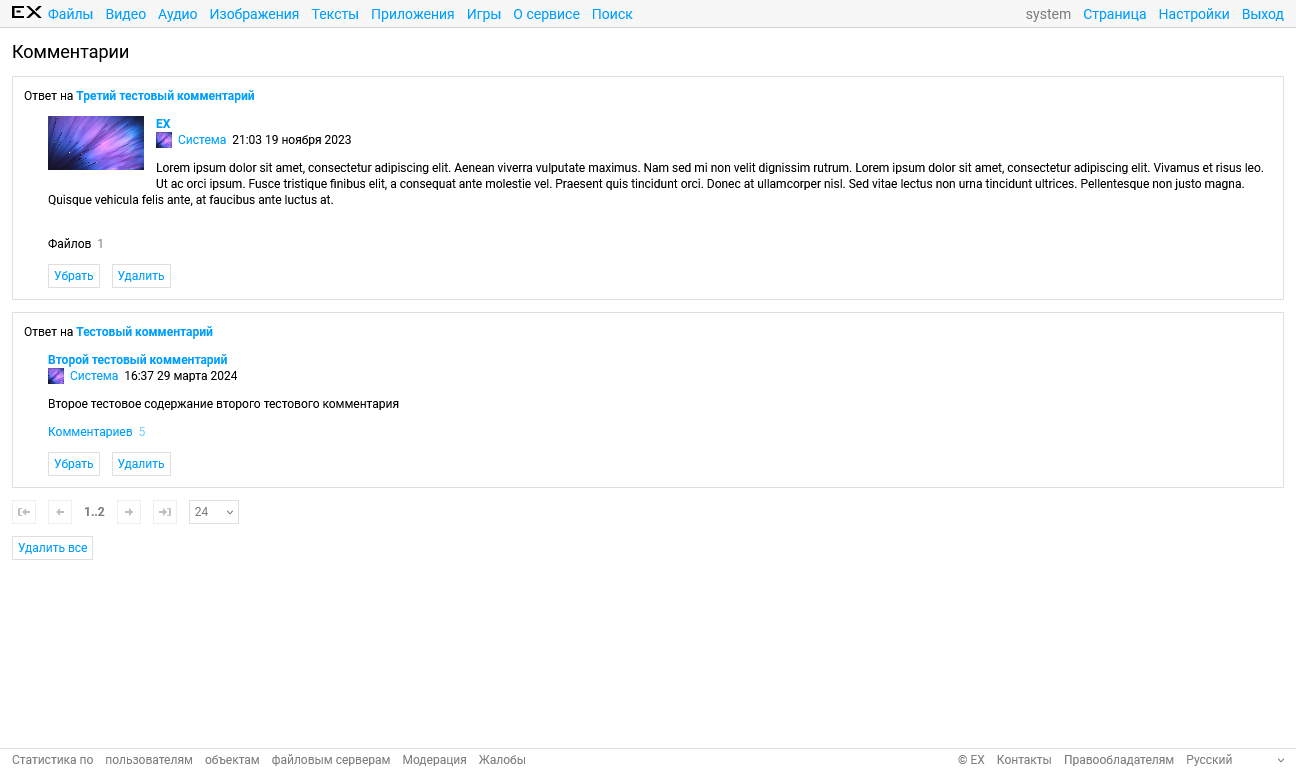 EX Файлы Видео Аудио Изображения Тексты Приложения Игры О сервисе Поиск system Страница Настройки Выход
Комментарии
Ответ на Третий тестовый комментарий
EX
Система 21:03 19 ноября 2023
Lorem ipsum dolor sit amet, consectetur adipiscing elit. Aenean viverra vulputate maximus. Nam sed mi non velit dignissim rutrum. Lorem ipsum dolor sit amet, consectetur adipiscing elit. Vivamus et risus leo.
Ut ac orci ipsum. Fusce tristique finibus elit, a consequat ante molestie vel. Praesent quis tincidunt orci. Donec at ullamcorper nisl. Sed vitae lectus non urna tincidunt ultrices. Pellentesque non justo magna.
Quisque vehicula felis ante, at faucibus ante luctus at.
Файлов 1
Убрать Удалить
Ответ на Тестовый комментарий
Второй тестовый комментарий
Система 16:37 29 марта 2024
Второе тестовое содержание второго тестового комментария
Комментариев 5
Убрать Удалить
1..2 24
Удалить все
Статистика по пользователям объектам файловым серверам Модерация Жалобы © EX Контакты Правообладателям Русский